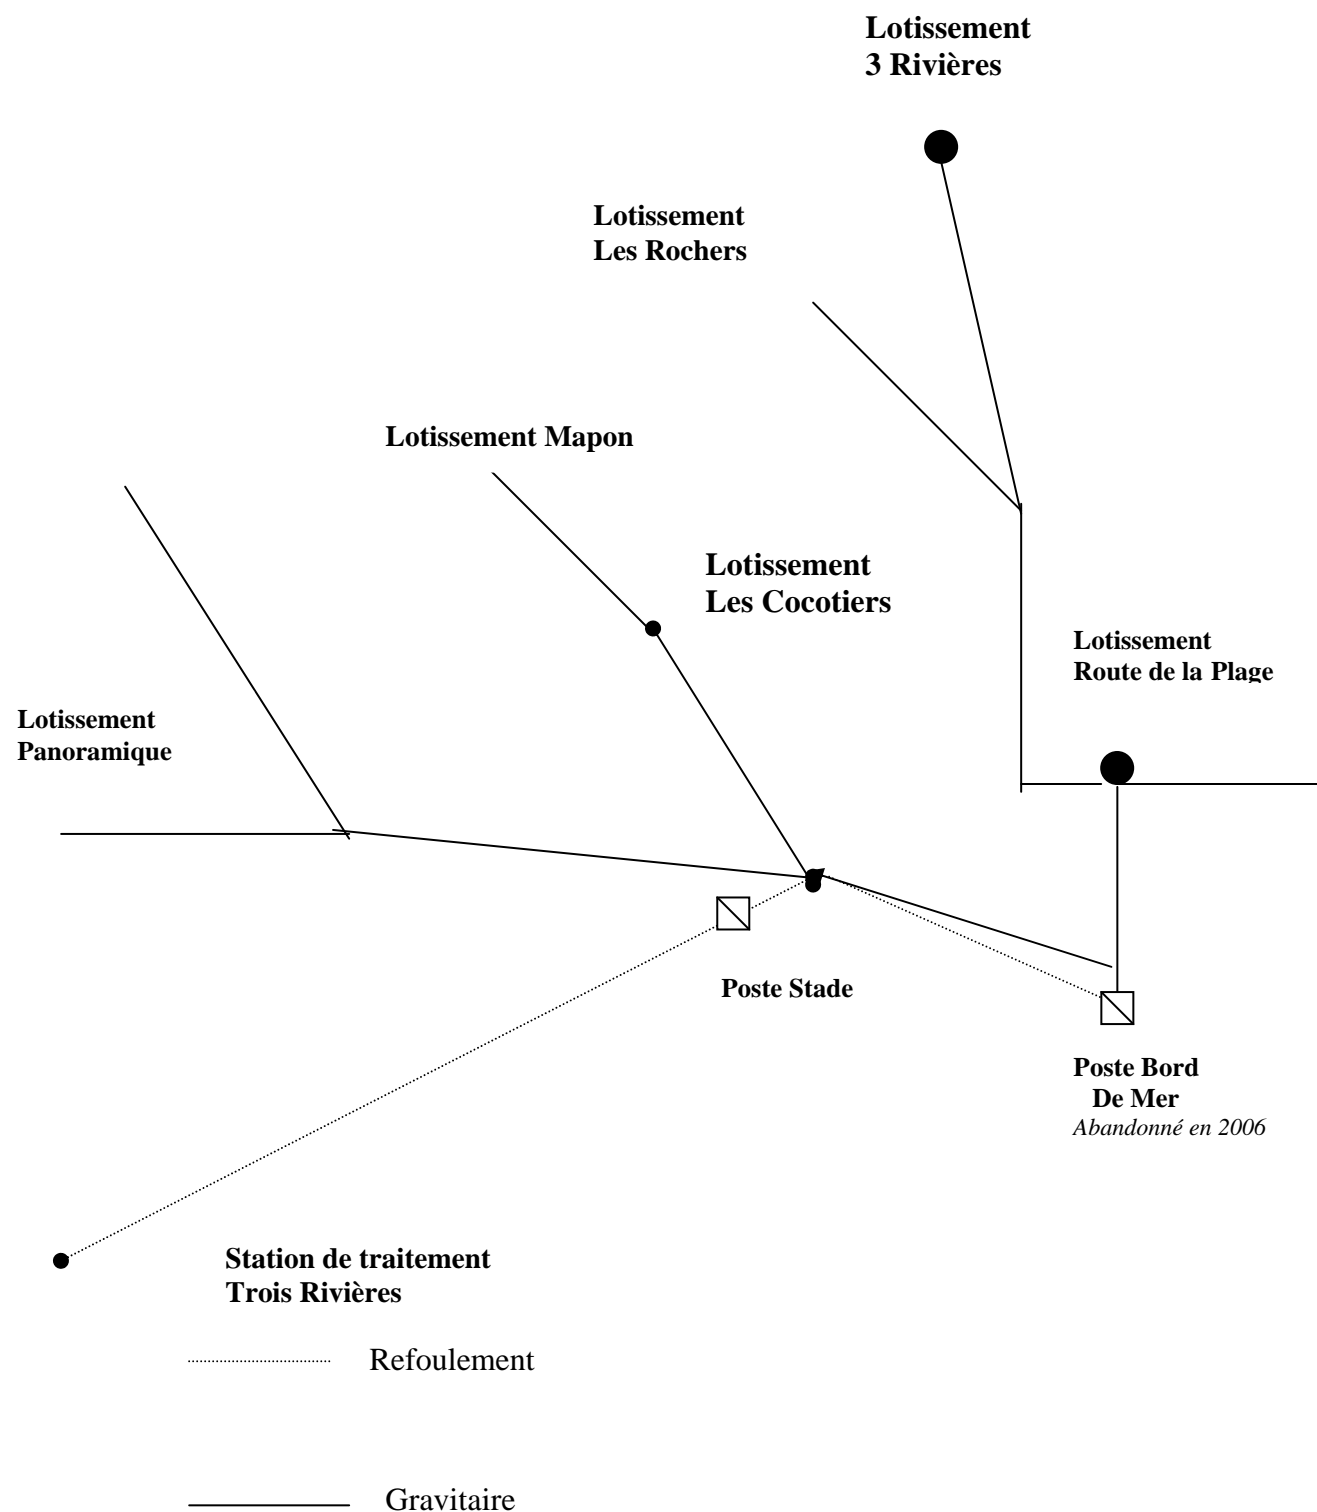 Lotissement
3 Rivières
Lotissement
Les Rochers
Lotissement Mapon
Lotissement
Les Cocotiers
Lotissement
Route de la Plage
Lotissement
Panoramique
Poste Stade
Poste Bord
De Mer
Abandonné en 2006
Station de traitement
Trois Rivières
Refoulement
Gravitaire